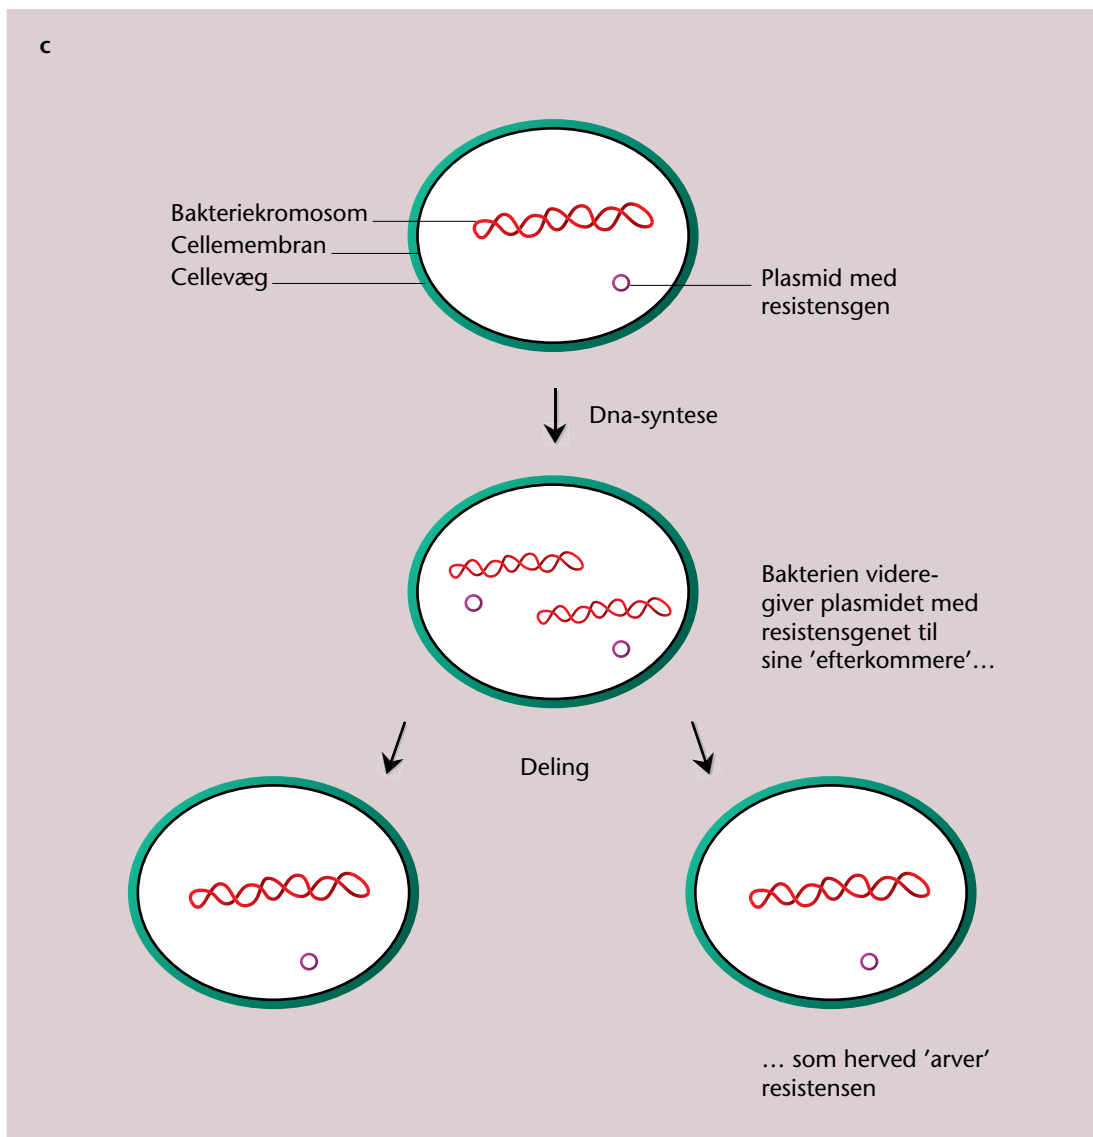 c
Bakteriekromosom
Cellemembran
Cellevæg
Plasmid med
resistensgen
Dna-syntese
Bakterien videre-
giver plasmidet med
resistensgenet til
sine ’efterkommere’…
Deling
… som herved ’arver’
resistensen